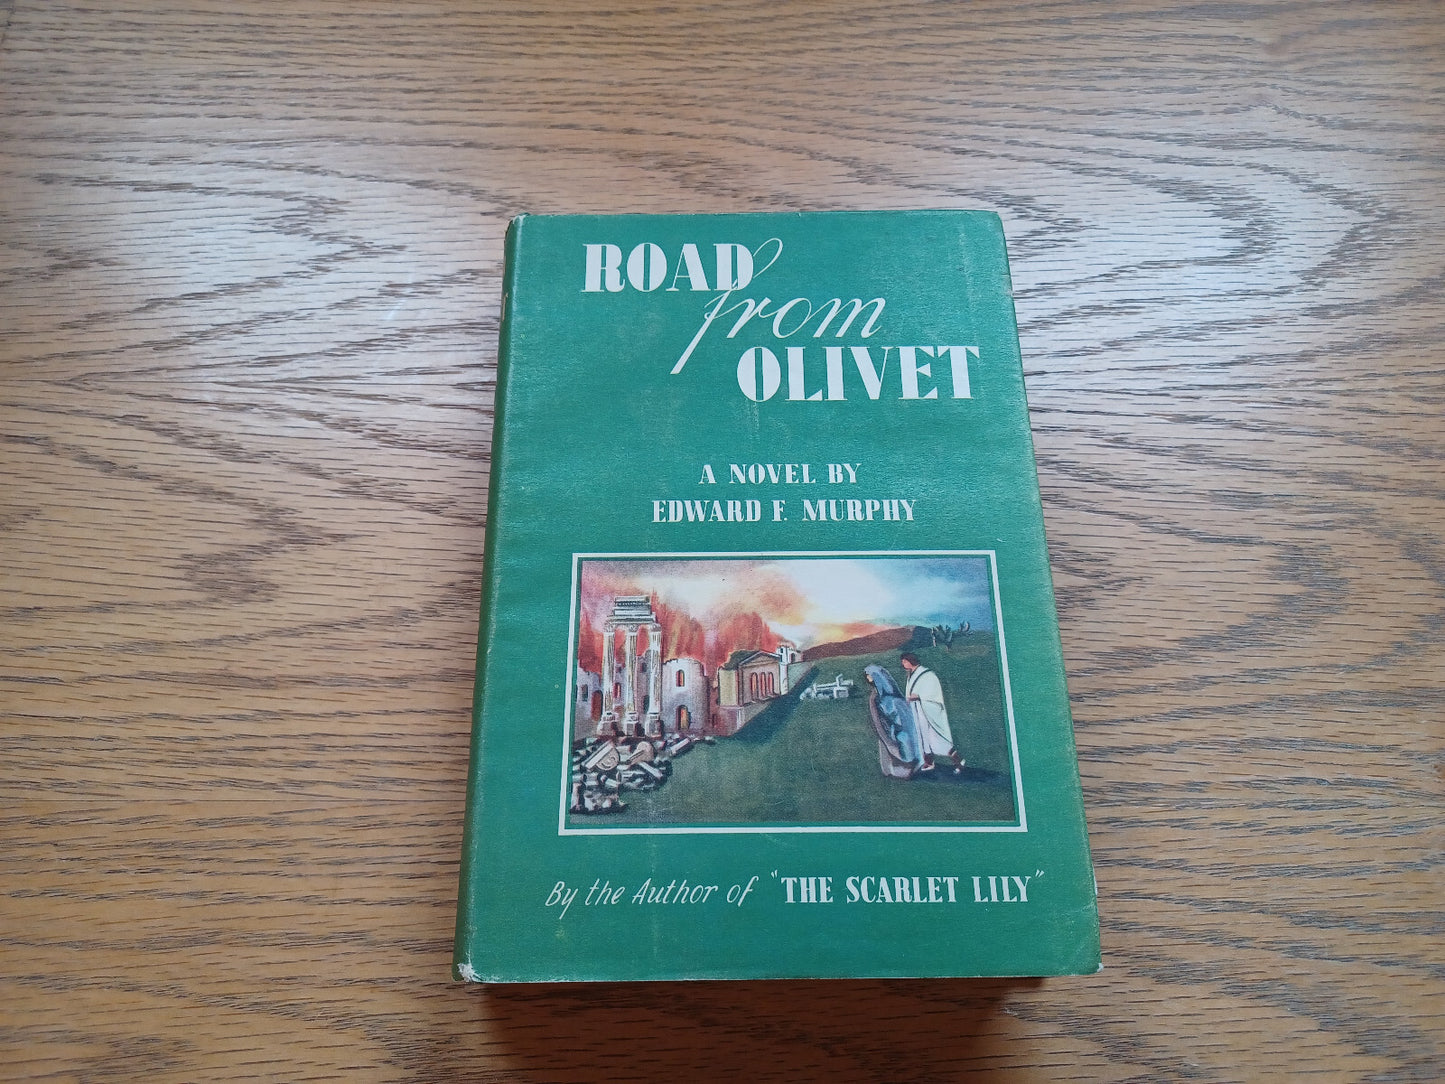 ROAD
from
OLIVET
A NOVEL BY
EDWARD F. MURPHY
By the Author of "THE SCARLET LILY"